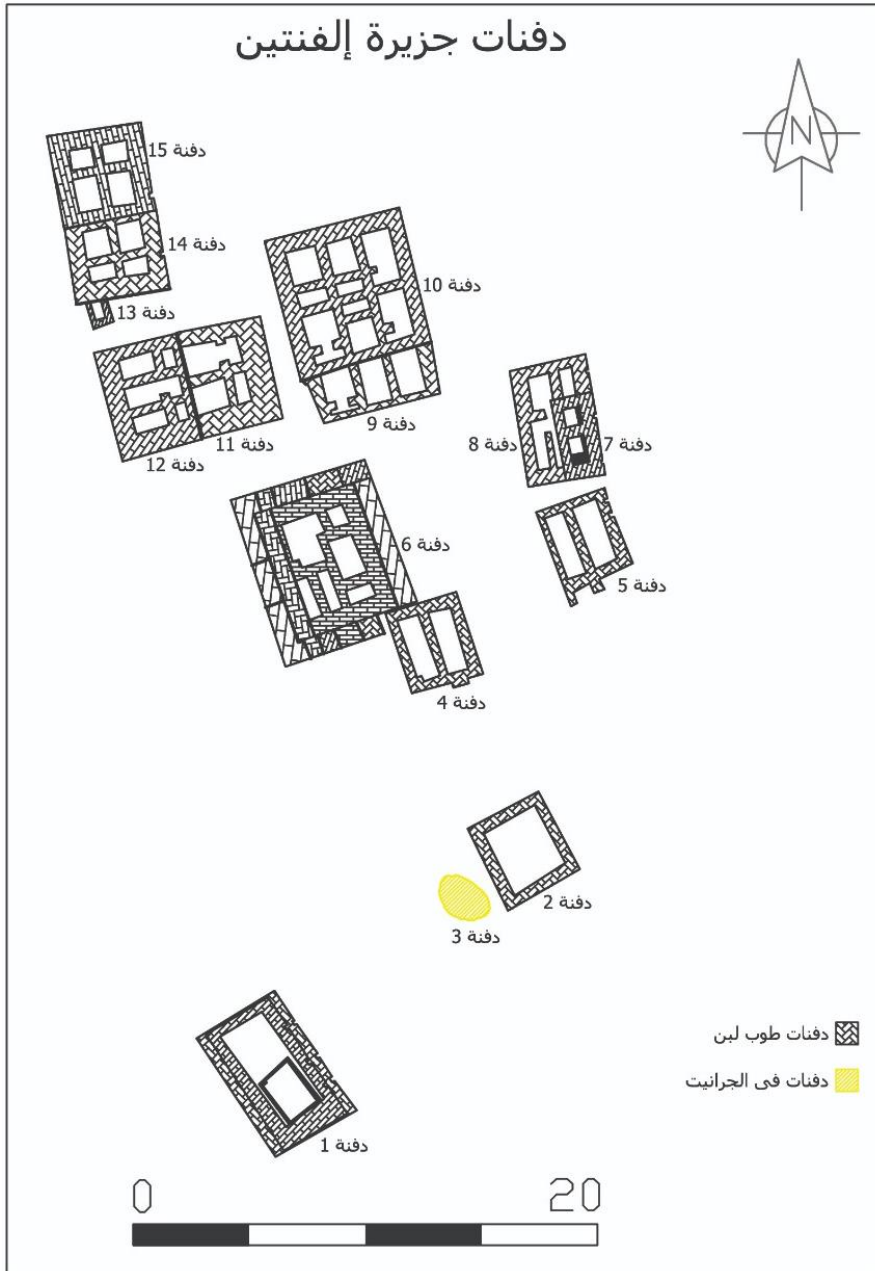 دفنات جزيرة إلفنتين
N
دفنة 15
دفنة 14
دفنة 13
دفنة 10
دفنة 9
دفنة 11
دفنة 12
دفنة 8
دفنة 7
دفنة 6
دفنة 5
دفنة 4
دفنة 2
دفنة 3
دفنات طوب لبن
دفنات فى الجرانيت
دفنة 1
0 20